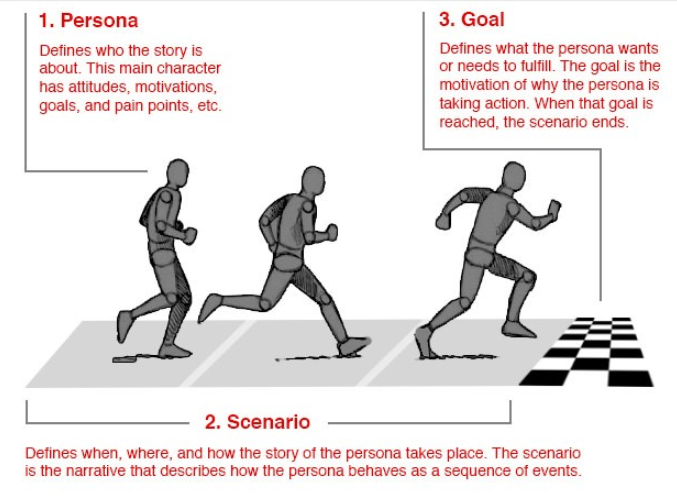 1. Persona
Defines who the story is
about. This main character
has attitudes, motivations,
goals, and pain points, etc.
3. Goal
Defines what the persona wants
or needs to fulfill. The goal is the
motivation of why the persona is
taking action. When that goal is
reached, the scenario ends.
2. Scenario
Defines when, where, and how the story of the persona takes place. The scenario
is the narrative that describes how the persona behaves as a sequence of events.